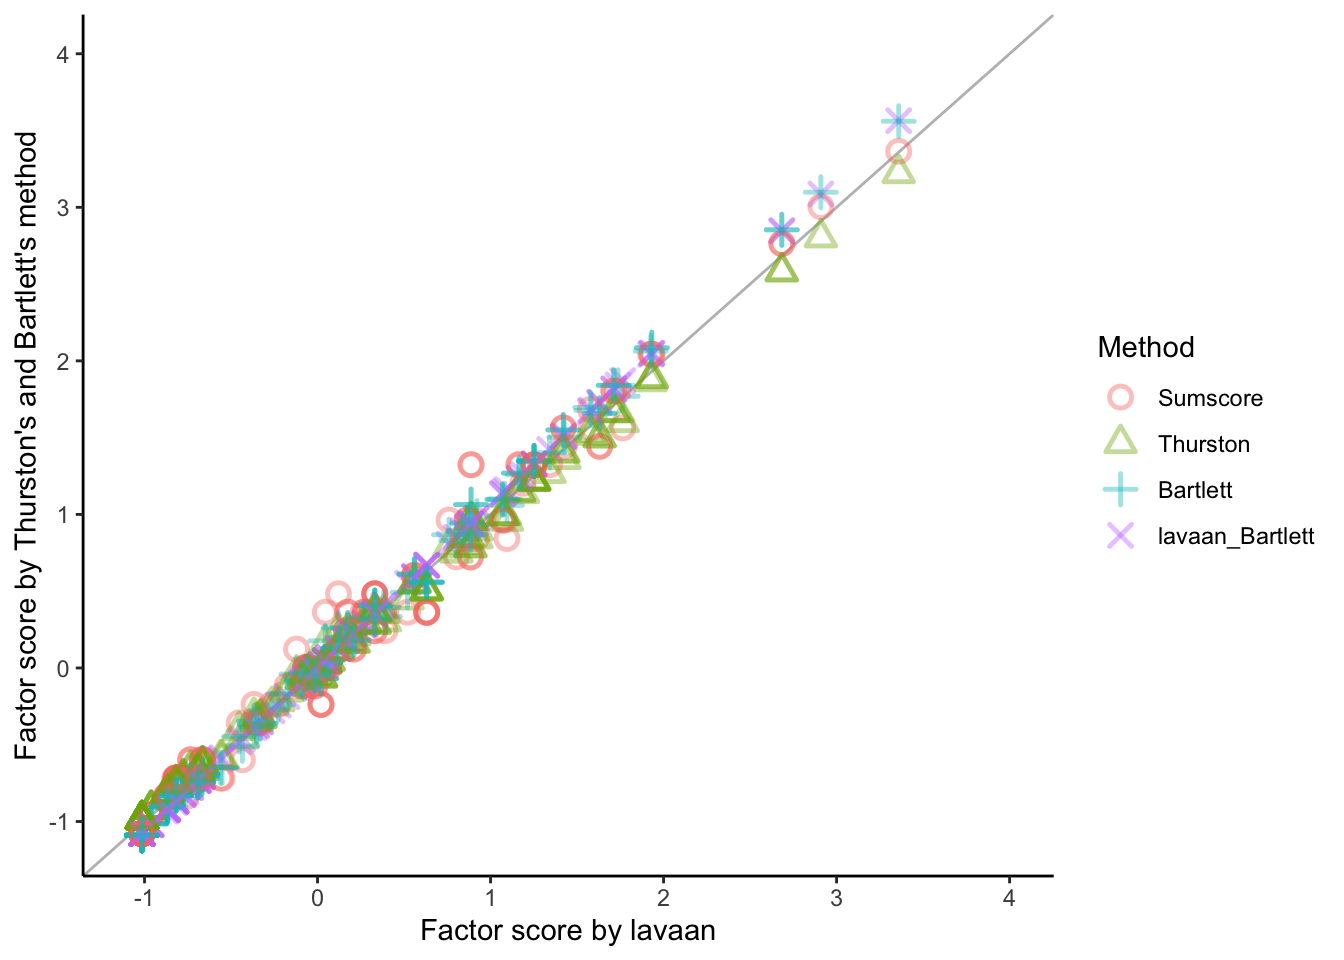 Factor score by Thurston's and Bartlett's method
4
3
2
1
0
-1
-1
0
1
2
3
4
Factor score by lavaan
Method
Sumscore
Thurston
Bartlett
lavaan_Bartlett